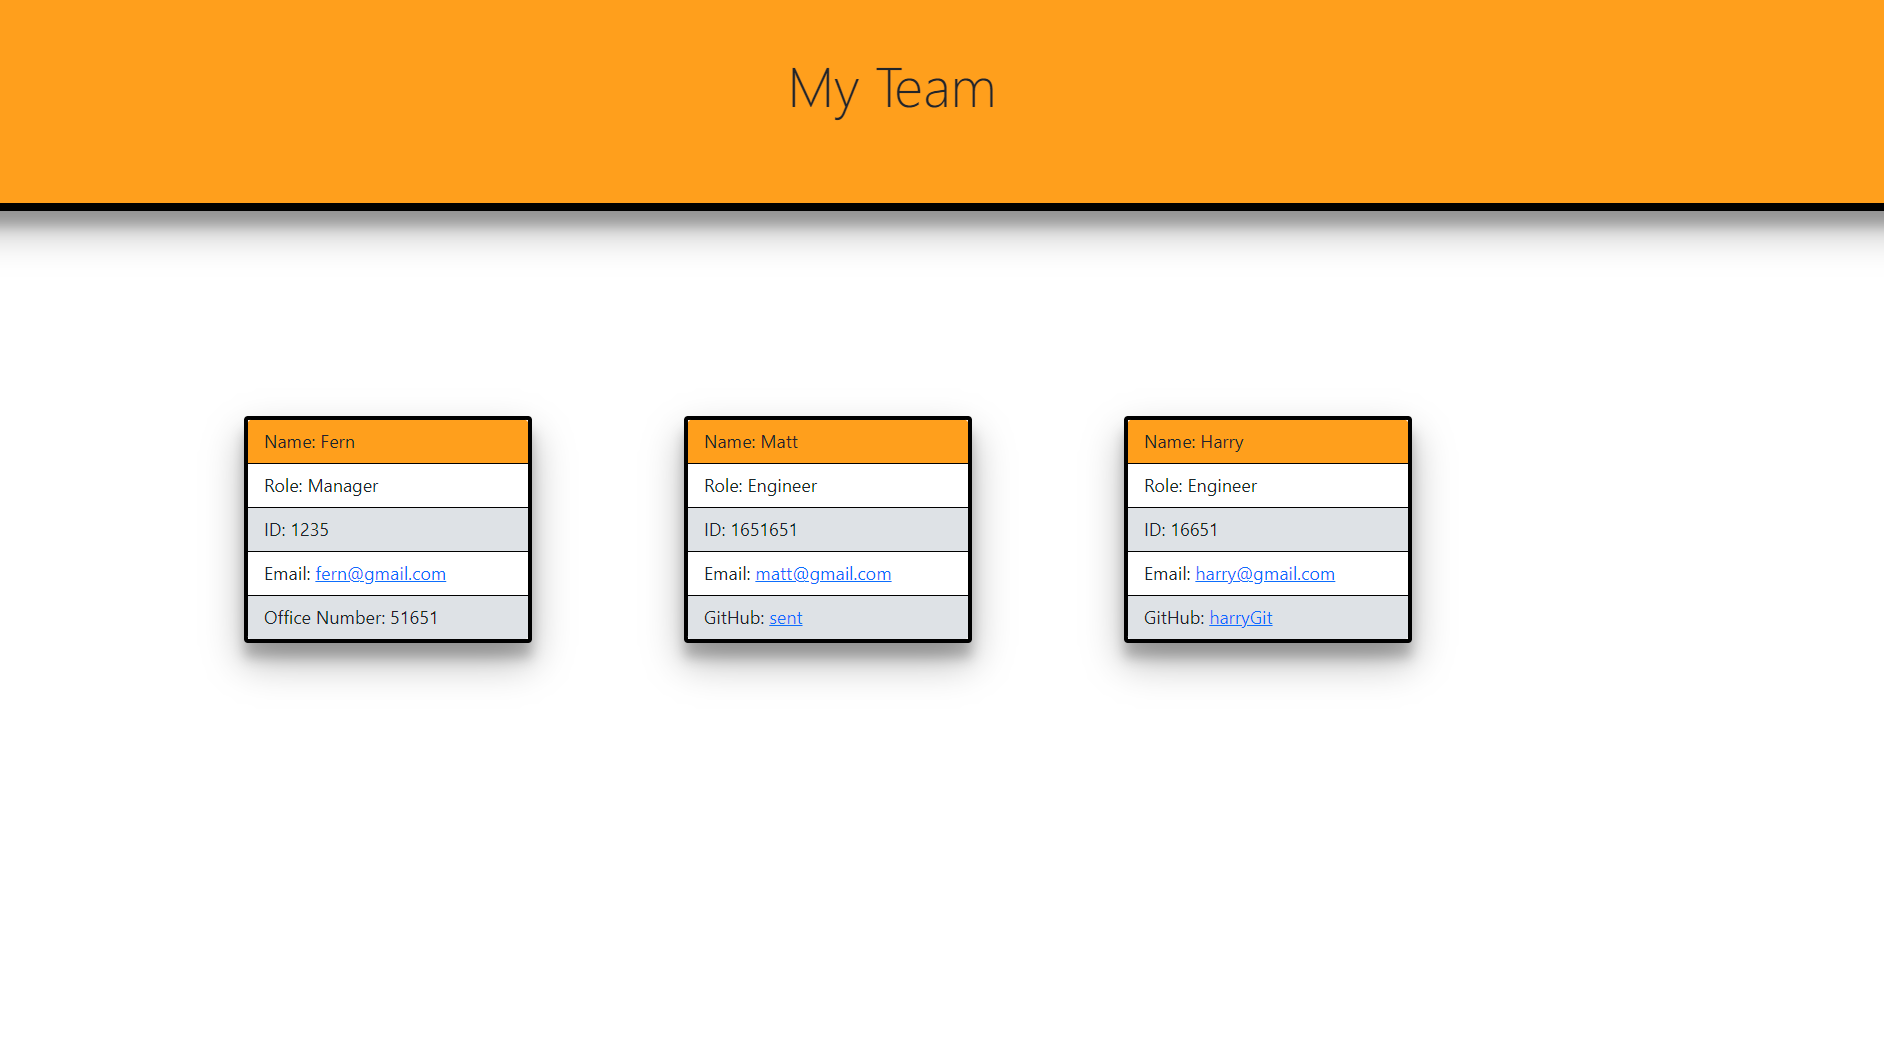 My Team
Name: Fern
Role: Manager
ID: 1235
Email: fern@gmail.com
Office Number: 51651
Name: Matt
Role: Engineer
ID: 1651651
Email: matt@gmail.com
GitHub: sent
Name: Harry
Role: Engineer
ID: 16651
Email: harry@gmail.com
GitHub: harryGit